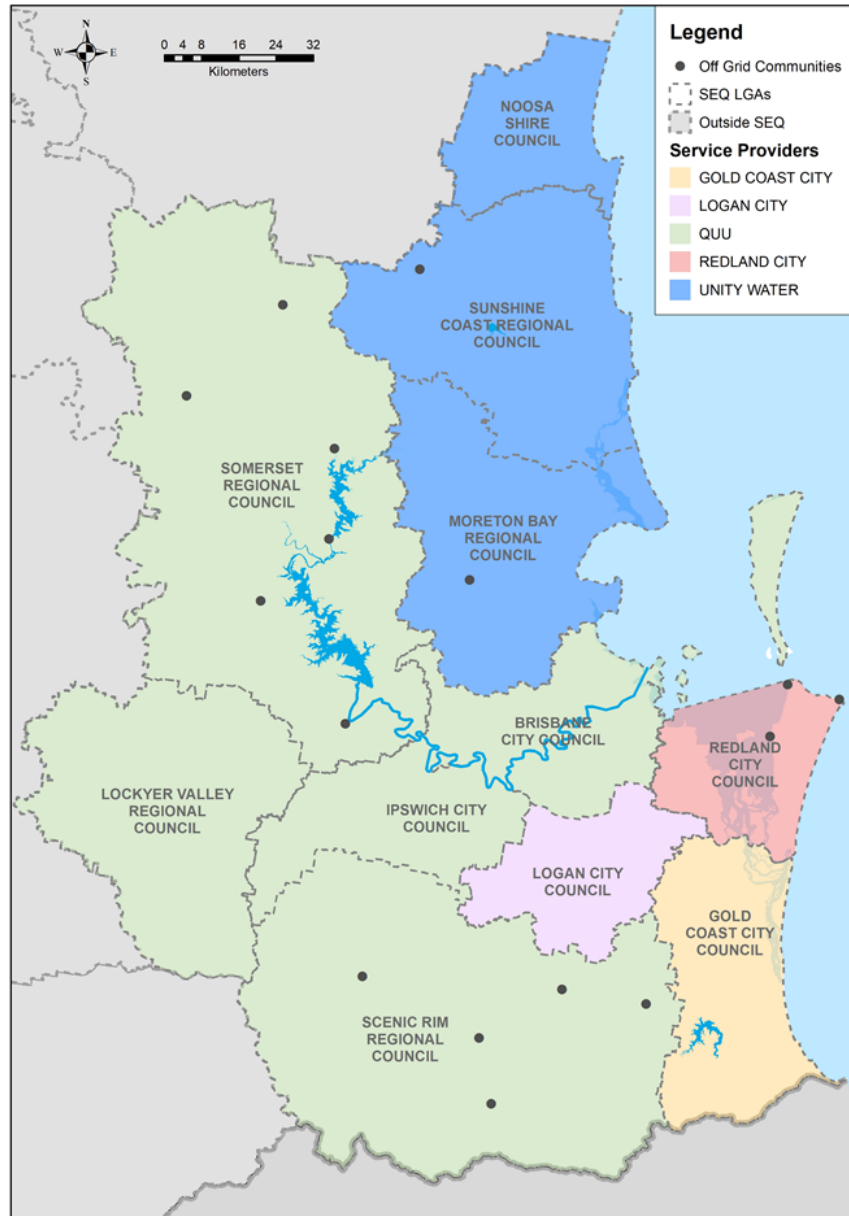 N
W
E
S
0 4 8 16 24 32
Kilometers
Legend
Off Grid Communities
SEQ LGAs
Outside SEQ
Service Providers
GOLD COAST CITY
LOGAN CITY
QUU
REDLAND CITY
UNITY WATER
NOOSA
SHIRE
COUNCIL
SUNSHINE
COAST REGIONAL
COUNCIL
SOMERSET
REGIONAL
COUNCIL
MORETON BAY
REGIONAL
COUNCIL
BRISBANE
CITY COUNCIL
REDLAND
CITY
COUNCIL
LOCKYER VALLEY
REGIONAL
COUNCIL
IPSWICH CITY
COUNCIL
LOGAN CITY
COUNCIL
GOLD
COAST CITY
COUNCIL
SCENIC RIM
REGIONAL
COUNCIL